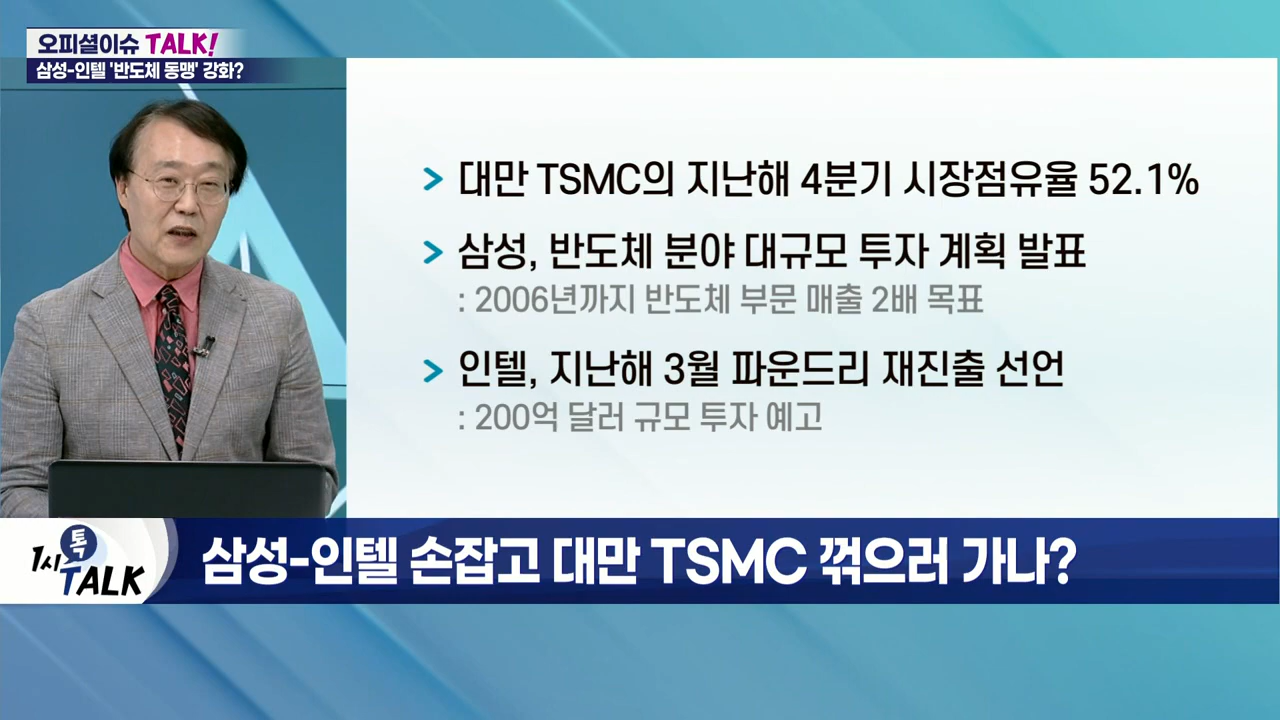 오피셜이슈 TALK!
삼성-인텔 '반도체 동맹' 강화?
> 대만 TSMC의 지난해 4분기 시장점유율 52.1%
> 삼성, 반도체 분야 대규모 투자 계획 발표
: 2006년까지 반도체 부문 매출 2배 목표
> 인텔, 지난해 3월 파운드리 재진출 선언
: 200억 달러 규모 투자 예고
1시 톡 TALK
삼성-인텔 손잡고 대만 TSMC 꺾으러 가나?